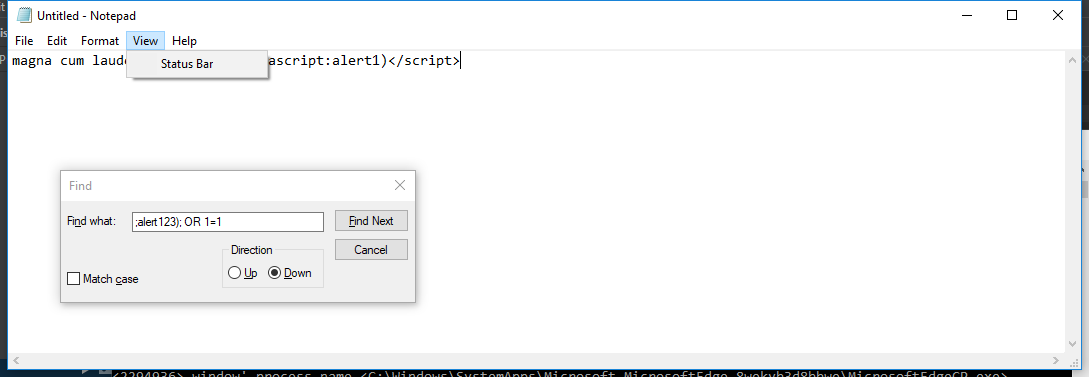 Untitled - Notepad
File Edit Format View Help
magna cum laud ascript:alert1)</script>
Status Bar
Find
Find what: ;alert123); OR 1=1 Find Next
Direction Cancel
Match case Up Down
<2294936> window' process name <C:\Windows\SystemApps\Microsoft.MicrosoftEdge_8wekyb3d8bbwe\MicrosoftEdgeCP.exe>